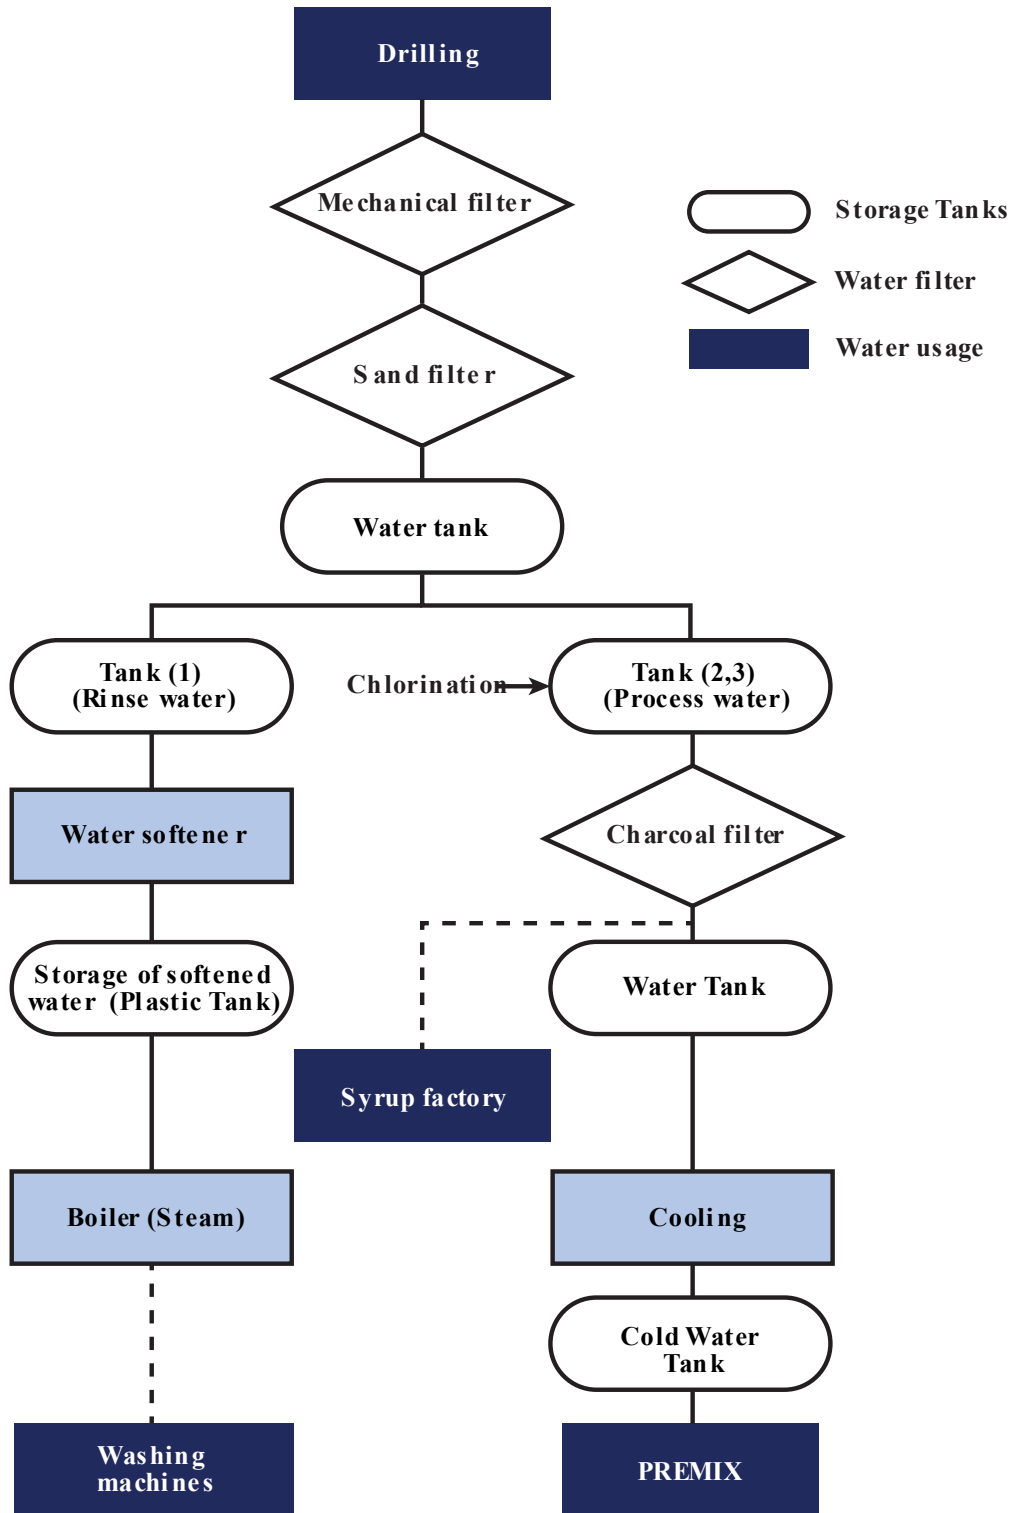 Drilling
Mechanical filter
Storage Tanks
Water filter
Water usage
Sand filter
Water tank
Tank (1)
(Rinse water)
Chlorination
Tank (2,3)
(Process water)
Water softener
Charcoal filter
Storage of softened
water (Plastic Tank)
Water Tank
Syrup factory
Boiler (Steam)
Cooling
Cold Water
Tank
Washing
machines
PREMIX